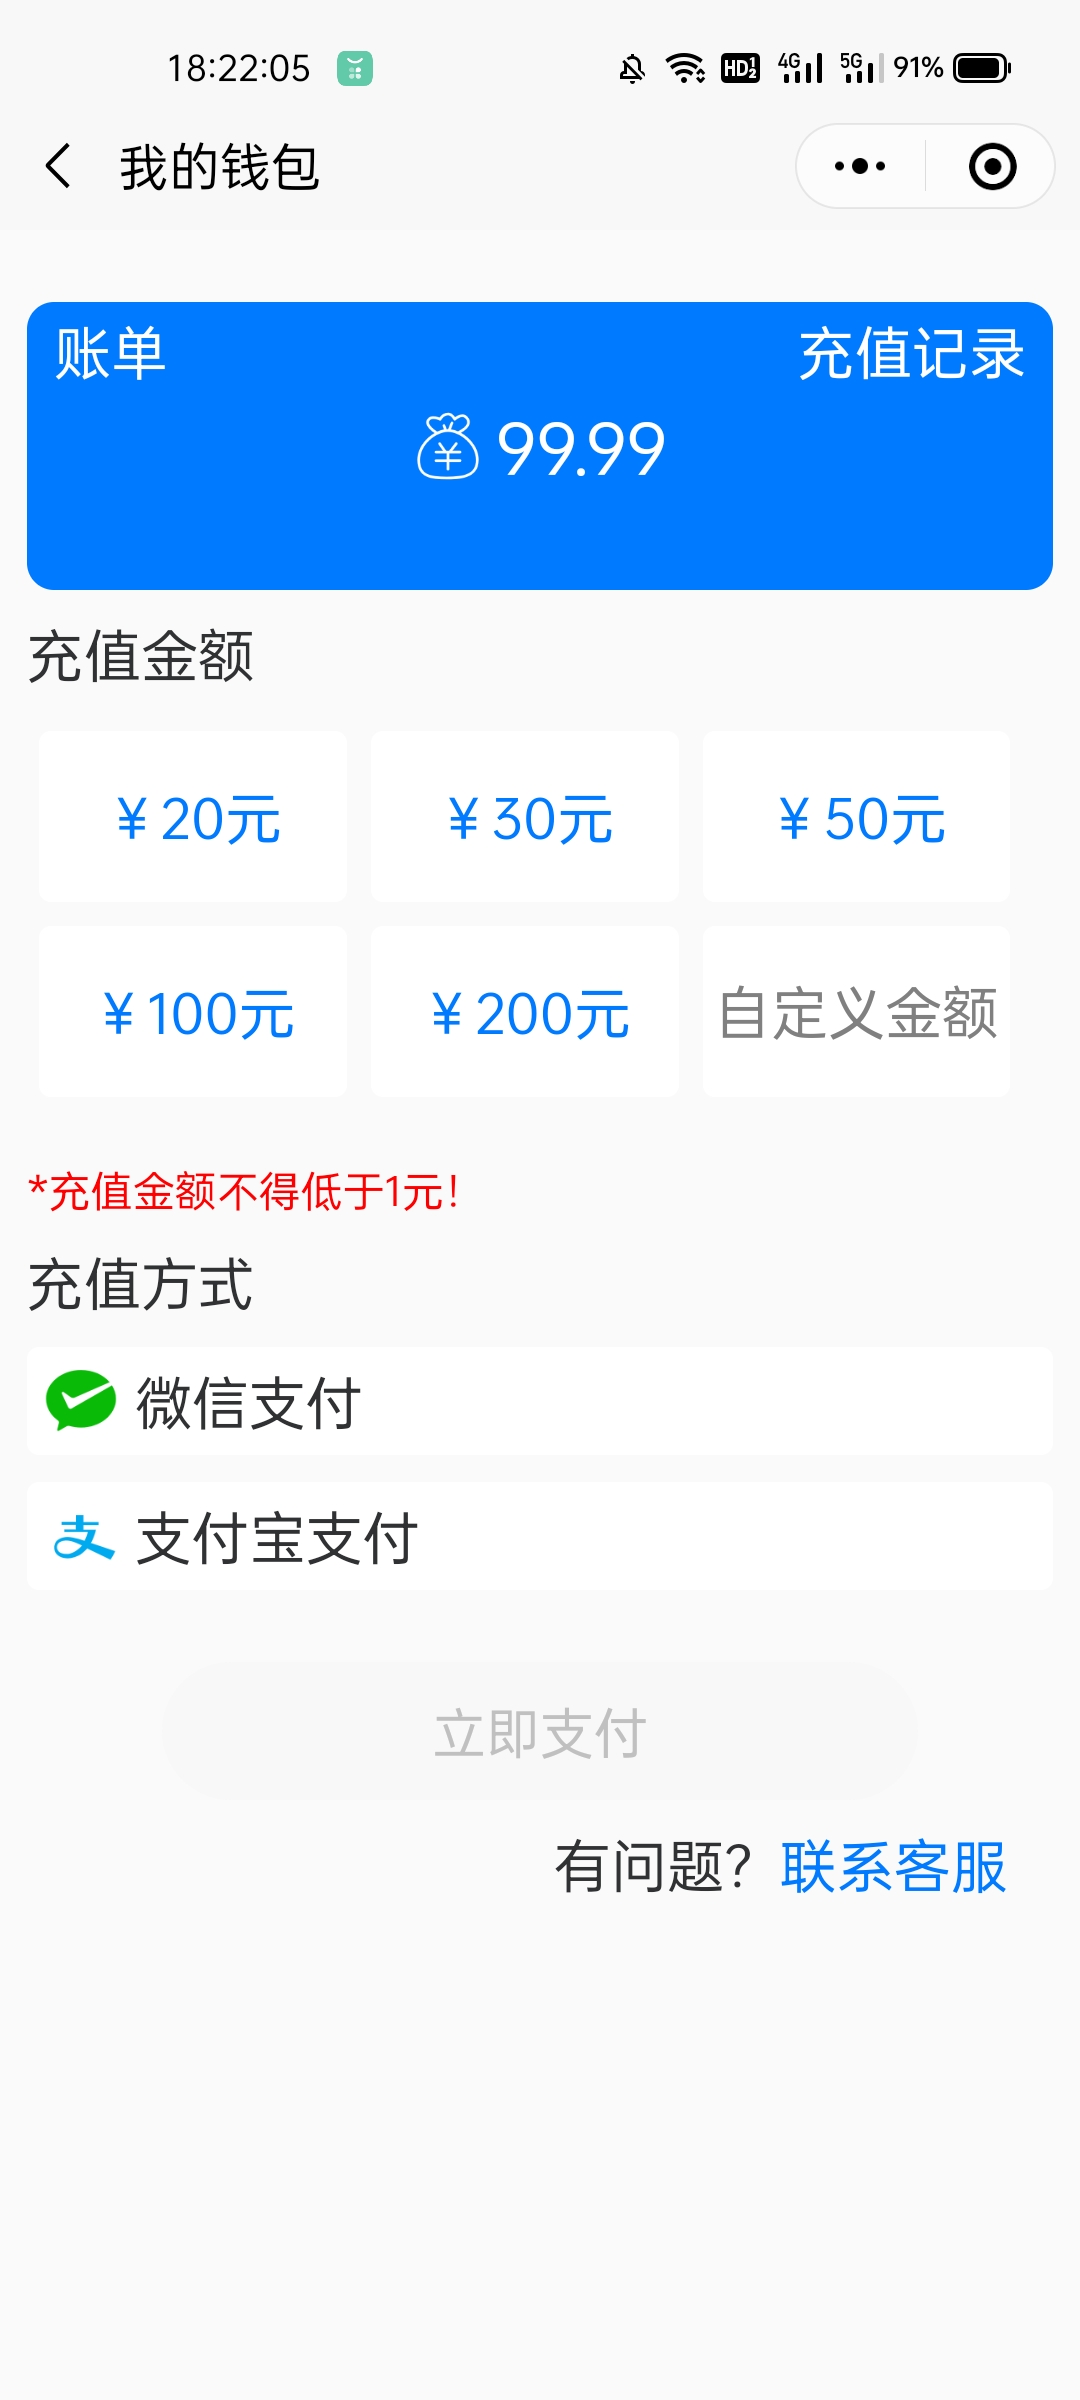 18:22:05 HD 1 2 4G 5G 91%
我的钱包
账单 充值记录
¥ 99.99
充值金额
¥20元 ¥30元 ¥50元
¥100元 ¥200元 自定义金额
*充值金额不得低于1元!
充值方式
微信支付
支 支付宝支付
立即支付
有问题? 联系客服